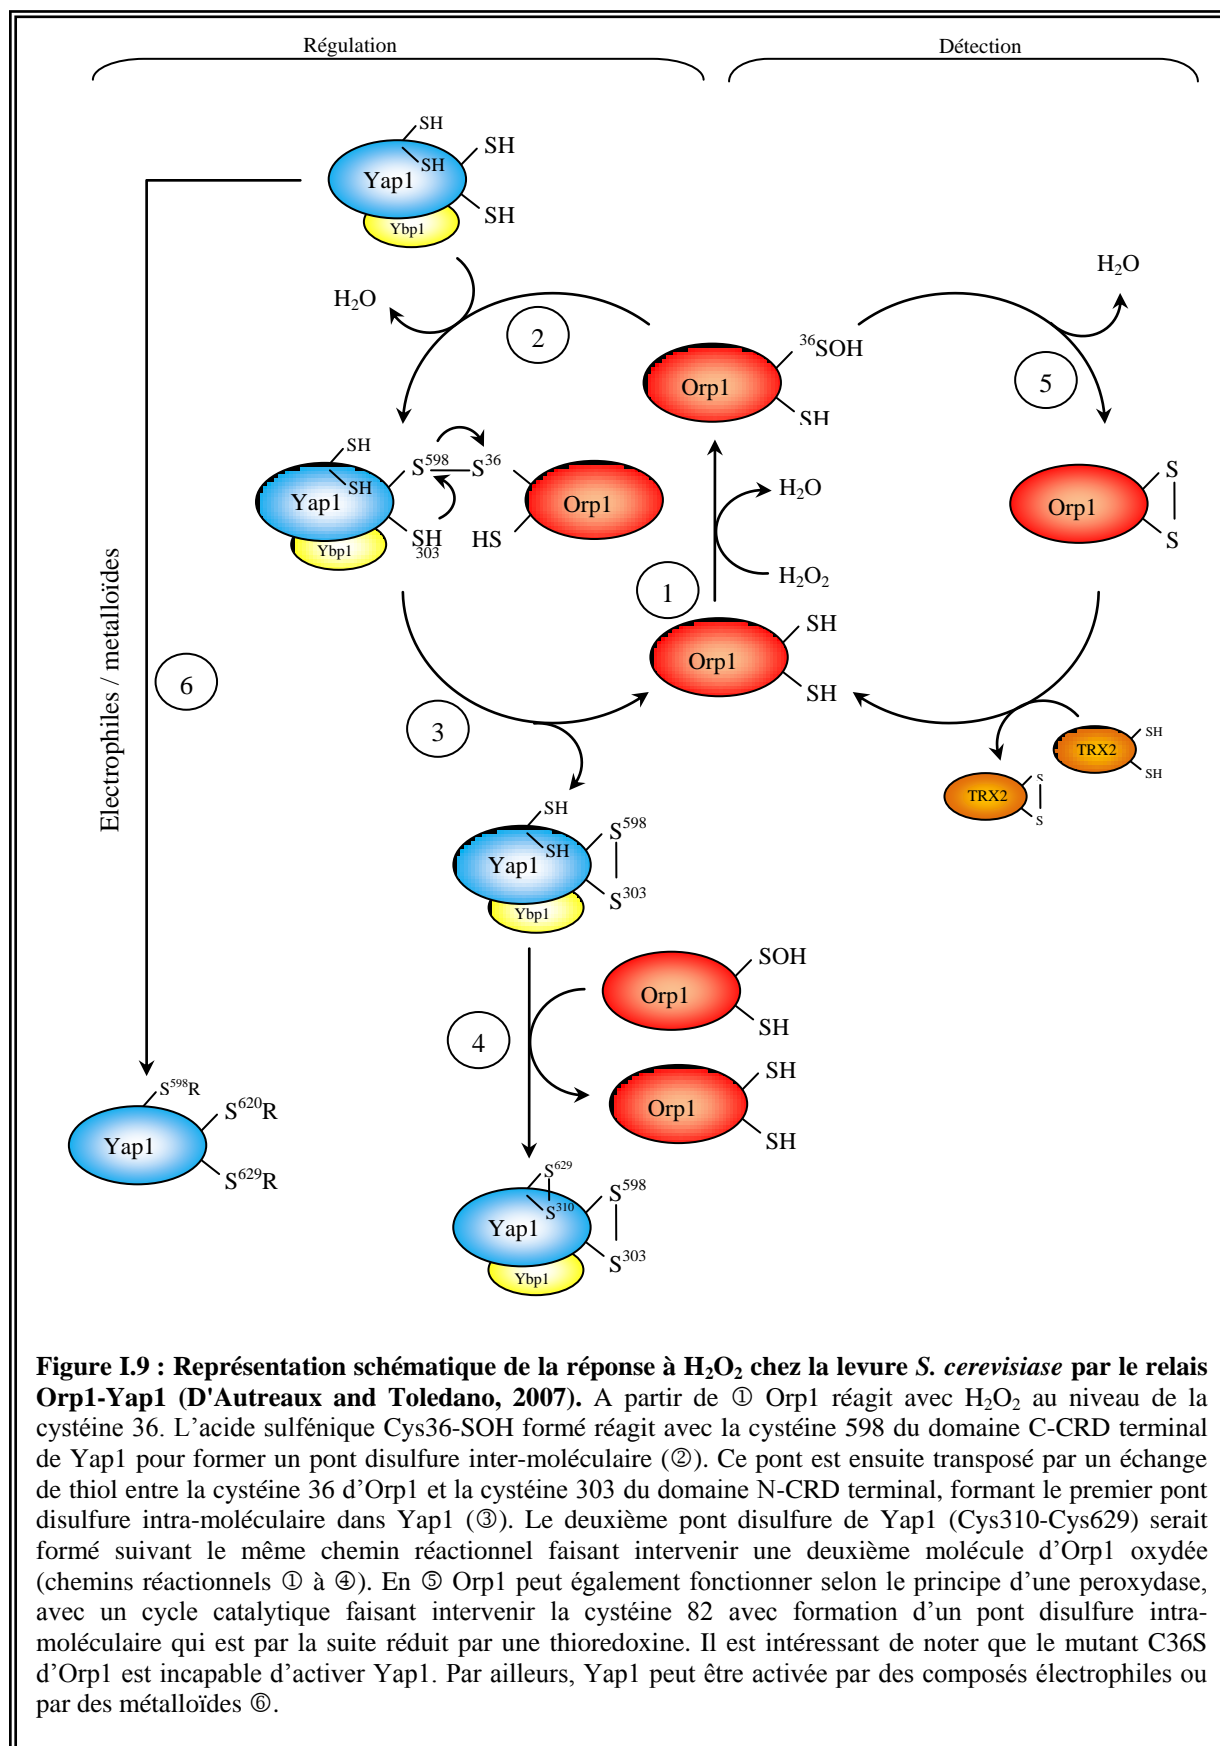 Régulation
Détection
SH
SH
SH
SH
Yap1
Ybp1
H₂O
2
H₂O
³⁶SOH
Orp1
SH
5
SH
SH
Yap1
Ybp1
S⁵⁹⁸
S³⁶
SH
303
HS
Orp1
H₂O
H₂O₂
1
Orp1
S
S
Orp1
SH
SH
Electrophiles / metalloïdes
6
3
TRX2
SH
SH
TRX2
S
S
SH
SH
Yap1
Ybp1
S⁵⁹⁸
S³⁰³
Orp1
SOH
SH
4
Orp1
SH
SH
S⁵⁹⁸R
Yap1
S⁶²⁰R
S⁶²⁹R
S⁶²⁹
S³¹⁰
Yap1
Ybp1
S⁵⁹⁸
S³⁰³
Figure I.9 : Représentation schématique de la réponse à H₂O₂ chez la levure S. cerevisiase par le relais
Orp1-Yap1 (D'Autreaux and Toledano, 2007). A partir de ① Orp1 réagit avec H₂O₂ au niveau de la
cystéine 36. L’acide sulfénique Cys36-SOH formé réagit avec la cystéine 598 du domaine C-CRD terminal
de Yap1 pour former un pont disulfure inter-moléculaire (②). Ce pont est ensuite transposé par un échange
de thiol entre la cystéine 36 d’Orp1 et la cystéine 303 du domaine N-CRD terminal, formant le premier pont
disulfure intra-moléculaire dans Yap1 (③). Le deuxième pont disulfure de Yap1 (Cys310-Cys629) serait
formé suivant le même chemin réactionnel faisant intervenir une deuxième molécule d’Orp1 oxydée
(chemins réactionnels ① à ④). En ⑤ Orp1 peut également fonctionner selon le principe d’une peroxydase,
avec un cycle catalytique faisant intervenir la cystéine 82 avec formation d’un pont disulfure intra-
moléculaire qui est par la suite réduit par une thioredoxine. Il est intéressant de noter que le mutant C36S
d’Orp1 est incapable d’activer Yap1. Par ailleurs, Yap1 peut être activée par des composés électrophiles ou
par des métalloïdes ⑥.